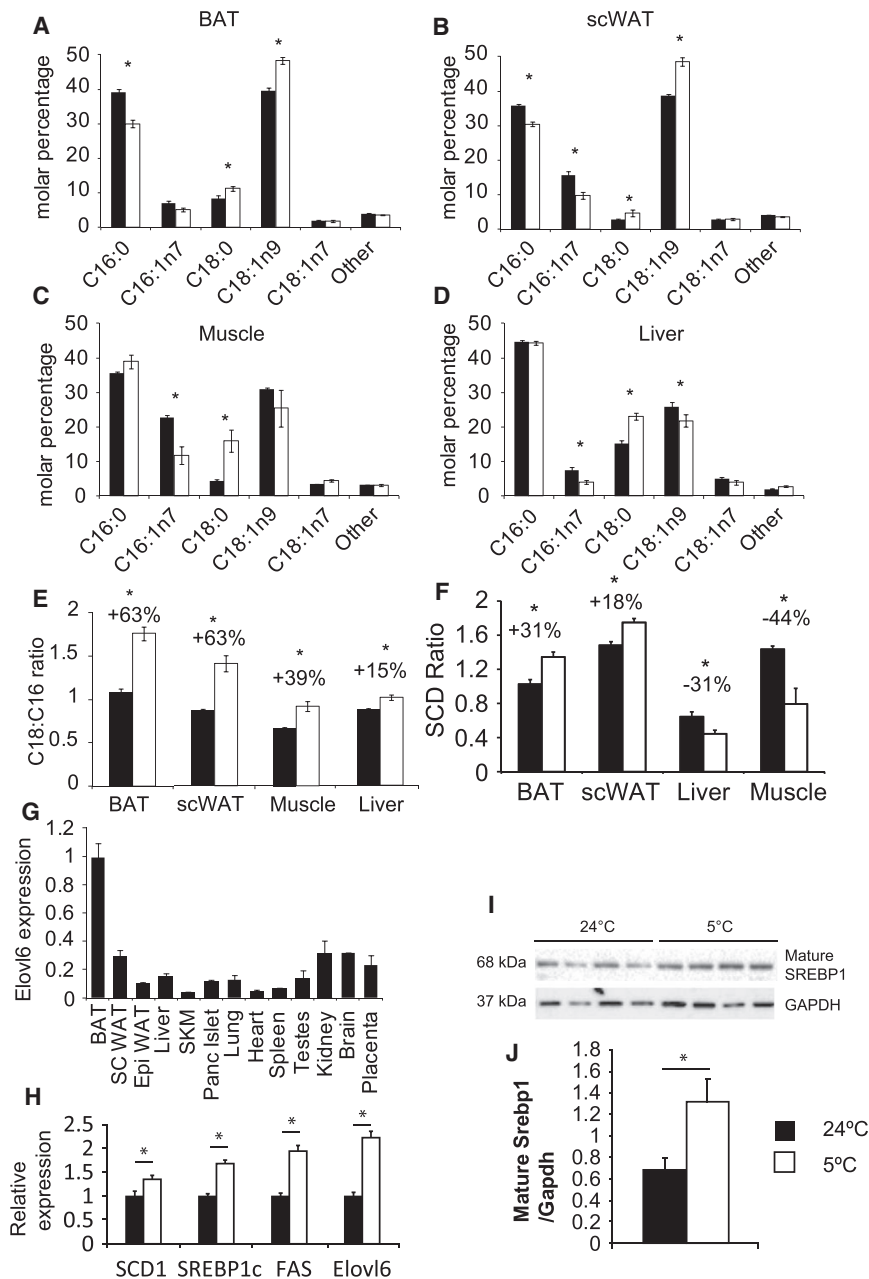 A
BAT
50
40
30
20
10
0
molar percentage
*
*
*
C16:0
C16:1n7
C18:0
C18:1n9
C18:1n7
Other
B
scWAT
50
40
30
20
10
0
molar percentage
*
*
*
*
C16:0
C16:1n7
C18:0
C18:1n9
C18:1n7
Other
C
Muscle
50
40
30
20
10
0
molar percentage
*
*
C16:0
C16:1n7
C18:0
C18:1n9
C18:1n7
Other
D
Liver
50
40
30
20
10
0
molar percentage
*
*
*
C16:0
C16:1n7
C18:0
C18:1n9
C18:1n7
Other
E
2
1.5
1
0.5
0
C18:C16 ratio
*
+63%
*
+63%
*
+39%
*
+15%
BAT
scWAT
Muscle
Liver
F
2
1.6
1.2
0.8
0.4
0
SCD Ratio
*
+31%
*
+18%
*
-31%
*
-44%
BAT
scWAT
Liver
Muscle
G
1.2
1
0.8
0.6
0.4
0.2
0
Elovl6 expression
BAT
SC WAT
Epi WAT
Liver
SKM
Panc Islet
Lung
Heart
Spleen
Testes
Kidney
Brain
Placenta
H
2.5
2
1.5
1
0.5
0
Relative
expression
*
*
*
*
SCD1
SREBP1c
FAS
Elovl6
I
24°C
5°C
68 kDa
Mature
SREBP1
37 kDa
GAPDH
J
1.8
1.6
1.4
1.2
1
0.8
0.6
0.4
0.2
0
Mature Srebp1
/Gapdh
*
24ºC
5ºC